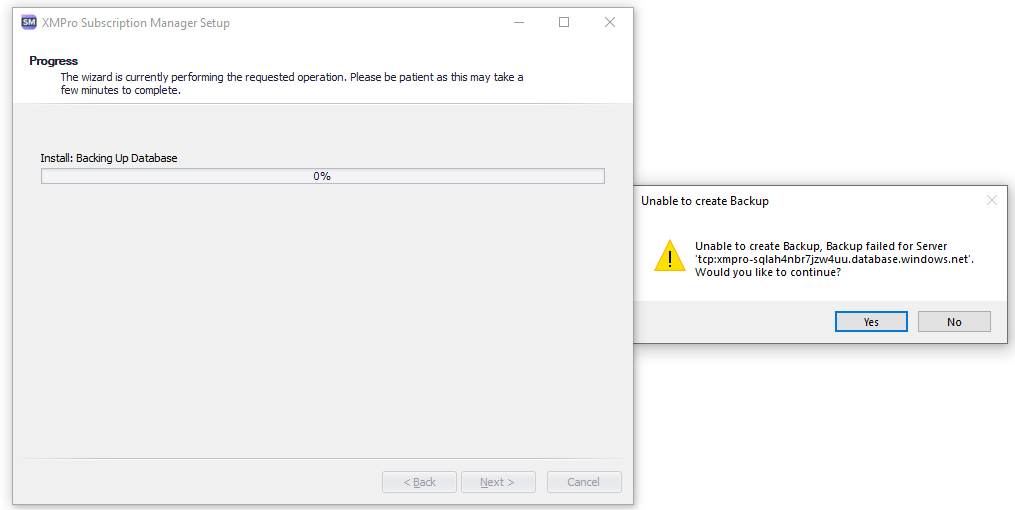 SM XMPro Subscription Manager Setup
Progress
The wizard is currently performing the requested operation. Please be patient as this may take a
few minutes to complete.
Install: Backing Up Database
0%
< Back Next > Cancel
Unable to create Backup
Unable to create Backup, Backup failed for Server
'tcp:xmpro-sqlah4nbr7jzw4uu.database.windows.net'.
Would you like to continue?
Yes No